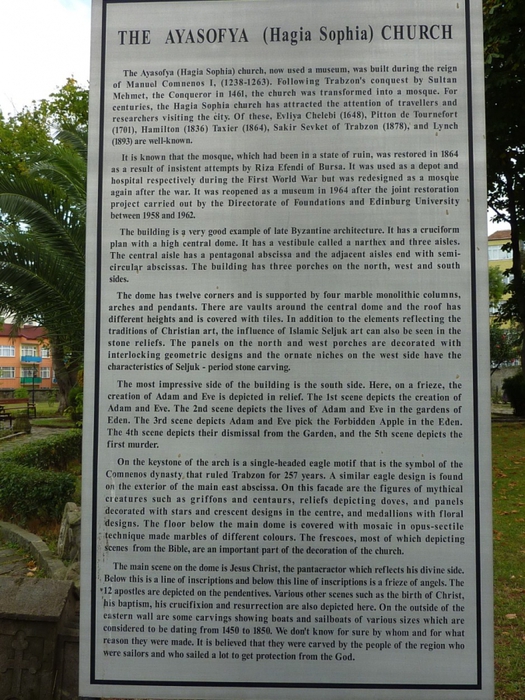 THE AYASOFYA (Hagia Sophia) CHURCH
The Ayasofya (Hagia Sophia) church, now used a museum, was built during the reign
of Manuel Comnenos I, (1238-1263). Following Trabzon's conquest by Sultan
Mehmet, the Conqueror in 1461, the church was transformed into a mosque. For
centuries, the Hagia Sophia church has attracted the attention of travellers and
researchers visiting the city. Of these, Evliya Chelebi (1648), Pitton de Tournefort
(1701), Hamilton (1836) Taxier (1864), Sakir Sevket of Trabzon (1878), and Lynch
(1893) are well-known.
It is known that the mosque, which had been in a state of ruin, was restored in 1864
as a result of insistent attempts by Riza Efendi of Bursa. It was used as a depot and
hospital respectively during the First World War but was redesigned as a mosque
again after the war. It was reopened as a museum in 1964 after the joint restoration
project carried out by the Directorate of Foundations and Edinburg University
between 1958 and 1962.
The building is a very good example of late Byzantine architecture. It has a cruciform
plan with a high central dome. It has a vestibule called a narthex and three aisles.
The central aisle has a pentagonal abscissa and the adjacent aisles end with semi-
circular abscissas. The building has three porches on the north, west and south
sides.
The dome has twelve corners and is supported by four marble monolithic columns,
arches and pendants. There are vaults around the central dome and the roof has
different heights and is covered with tiles. In addition to the elements reflecting the
traditions of Christian art, the influence of Islamic Seljuk art can also be seen in the
stone reliefs. The panels on the north and west porches are decorated with
interlocking geometric designs and the ornate niches on the west side have the
characteristics of Seljuk - period stone carving.
The most impressive side of the building is the south side. Here, on a frieze, the
creation of Adam and Eve is depicted in relief. The 1st scene depicts the creation of
Adam and Eve. The 2nd scene depicts the lives of Adam and Eve in the gardens of
Eden. The 3rd scene depicts Adam and Eve pick the Forbidden Apple in the Eden.
The 4th scene depicts their dismissal from the Garden, and the 5th scene depicts the
first murder.
On the keystone of the arch is a single-headed eagle motif that is the symbol of the
Comnenos dynasty that ruled Trabzon for 257 years. A similar eagle design is found
on the exterior of the main east abscissa. On this facade are the figures of mythical
creatures such as griffons and centaurs, reliefs depicting doves, and panels
decorated with stars and crescent designs in the centre, and medallions with floral
designs. The floor below the main dome is covered with mosaic in opus-sectile
technique made marbles of different colours. The frescoes, most of which depicting
scenes from the Bible, are an important part of the decoration of the church.
The main scene on the dome is Jesus Christ, the pantacractor which reflects his divine side.
Below this is a line of inscriptions and below this line of inscriptions is a frieze of angels. The
12 apostles are depicted on the pendentives. Various other scenes such as the birth of Christ,
his baptism, his crucifixion and resurrection are also depicted here. On the outside of the
eastern wall are some carvings showing boats and sailboats of various sizes which are
considered to be dating from 1450 to 1850. We don't know for sure by whom and for what
reason they were made. It is believed that they were carved by the people of the region who
were sailors and who sailed a lot to get protection from the God.